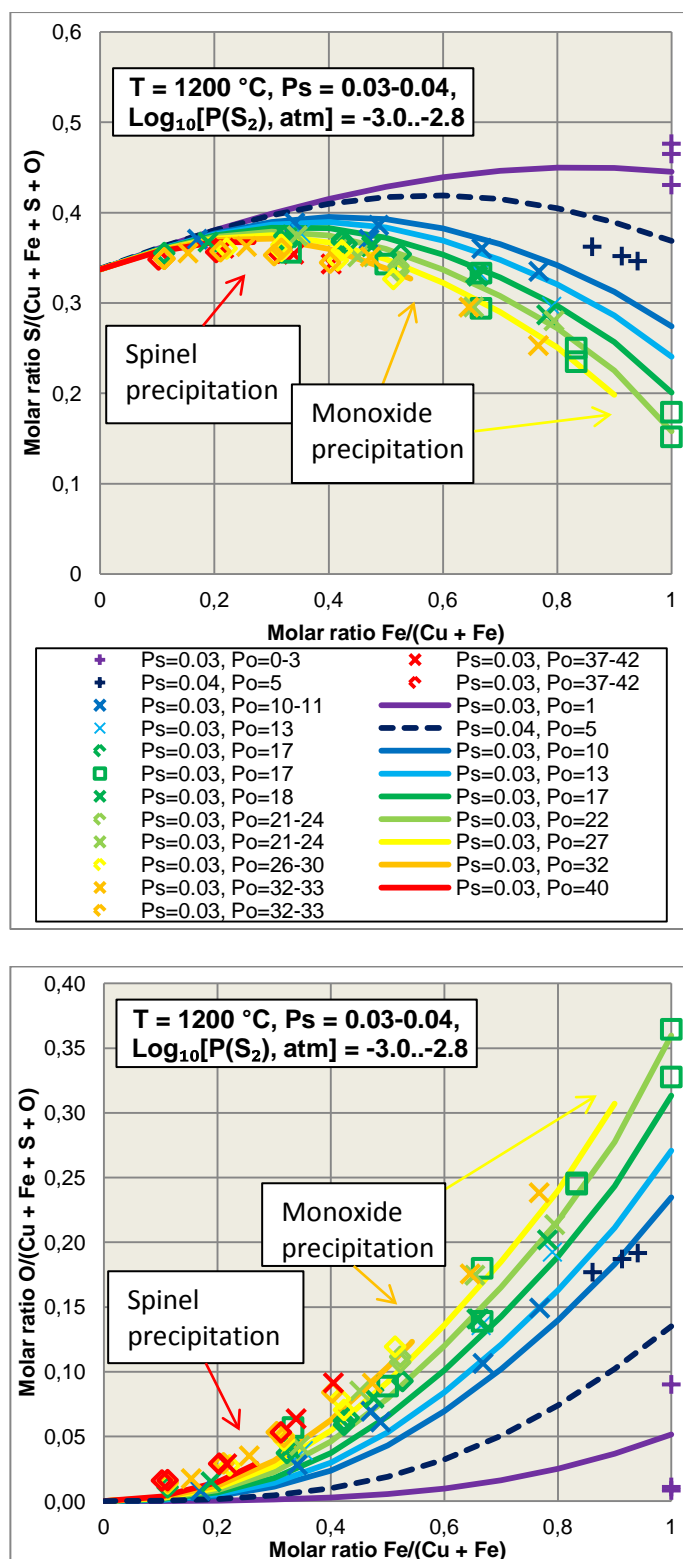 0,6
T = 1200 °C, Ps = 0.03-0.04,
Log₁₀[P(S₂), atm] = -3.0..-2.8
0,5
0,4
0,3
Spinel
precipitation
0,2
Monoxide
precipitation
0,1
0
Molar ratio S/(Cu + Fe + S + O)
0 0,2 0,4 0,6 0,8 1
Molar ratio Fe/(Cu + Fe)
Ps=0.03, Po=0-3 Ps=0.03, Po=37-42
Ps=0.04, Po=5 Ps=0.03, Po=37-42
Ps=0.03, Po=10-11 Ps=0.03, Po=1
Ps=0.03, Po=13 Ps=0.04, Po=5
Ps=0.03, Po=17 Ps=0.03, Po=10
Ps=0.03, Po=17 Ps=0.03, Po=13
Ps=0.03, Po=18 Ps=0.03, Po=17
Ps=0.03, Po=21-24 Ps=0.03, Po=22
Ps=0.03, Po=21-24 Ps=0.03, Po=27
Ps=0.03, Po=26-30 Ps=0.03, Po=32
Ps=0.03, Po=32-33 Ps=0.03, Po=40
Ps=0.03, Po=32-33
0,40
T = 1200 °C, Ps = 0.03-0.04,
Log₁₀[P(S₂), atm] = -3.0..-2.8
0,35
0,30
0,25
0,20
Monoxide
precipitation
0,15
Spinel
precipitation
0,10
0,05
0,00
Molar ratio O/(Cu + Fe + S + O)
0 0,2 0,4 0,6 0,8 1
Molar ratio Fe/(Cu + Fe)